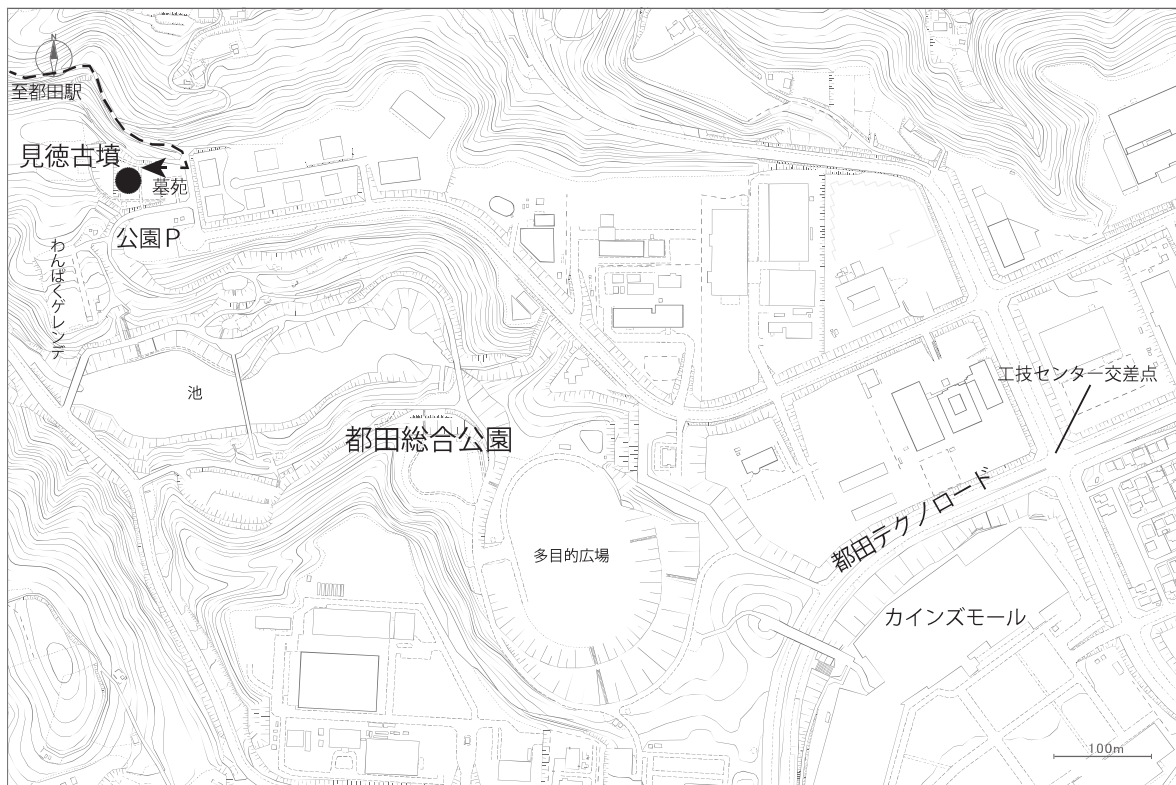 N
至都田駅
見徳古墳
墓苑
公園P
わんぱくゲレンデ
池
都田総合公園
工技センター交差点
都田テクノロード
多目的広場
カインズモール
100m